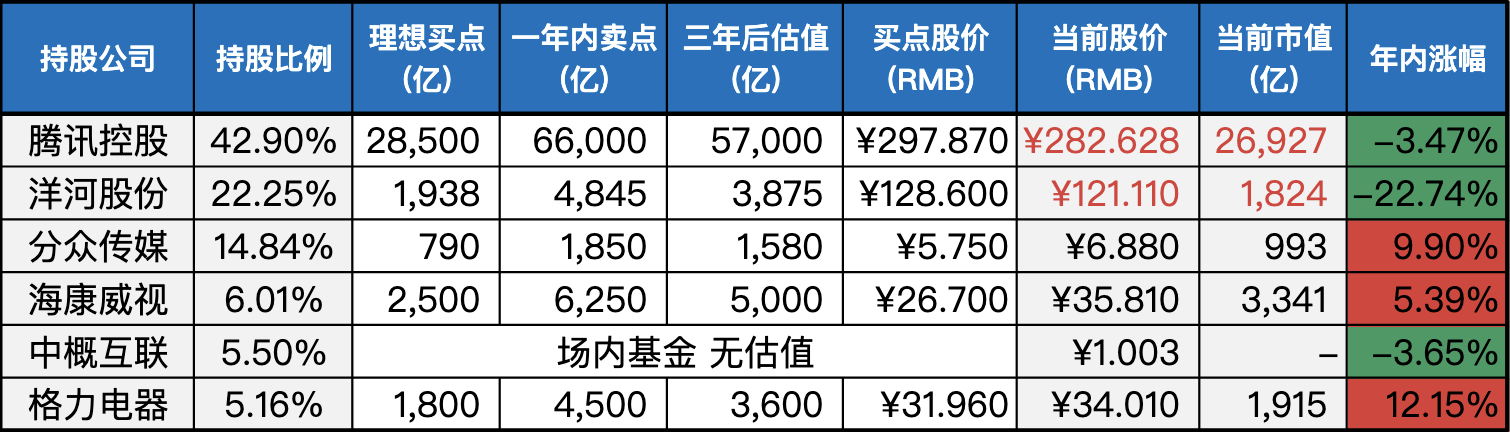 持股公司 持股比例 理想买点(亿) 一年内卖点(亿) 三年后估值(亿) 买点股价(RMB) 当前股价(RMB) 当前市值(亿) 年内涨幅
腾讯控股 42.90% 28,500 66,000 57,000 ¥297.870 ¥282.628 26,927 -3.47%
洋河股份 22.25% 1,938 4,845 3,875 ¥128.600 ¥121.110 1,824 -22.74%
分众传媒 14.84% 790 1,850 1,580 ¥5.750 ¥6.880 993 9.90%
海康威视 6.01% 2,500 6,250 5,000 ¥26.700 ¥35.810 3,341 5.39%
中概互联 5.50% 场内基金 无估值 ¥1.003 - -3.65%
格力电器 5.16% 1,800 4,500 3,600 ¥31.960 ¥34.010 1,915 12.15%